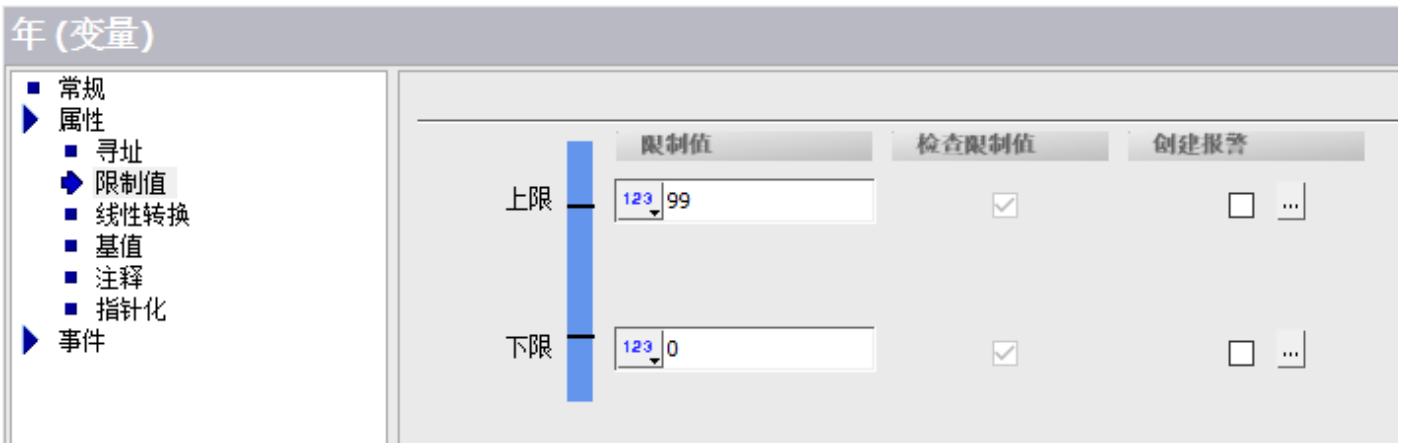 年 (变量)
常规
属性
寻址
限制值
线性转换
基值
注释
指针化
事件
限制值 检查限制值 创建报警
上限 123 99 ...
下限 123 0 ...